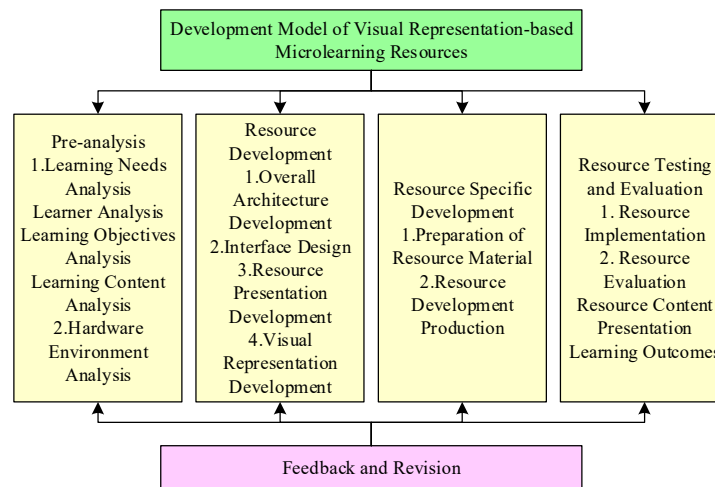 Development Model of Visual Representation-based
Microlearning Resources
Pre-analysis
1.Learning Needs
Analysis
Learner Analysis
Learning Objectives
Analysis
Learning Content
Analysis
2.Hardware
Environment
Analysis
Resource
Development
1.Overall
Architecture
Development
2.Interface Design
3.Resource
Presentation
Development
4.Visual
Representation
Development
Resource Specific
Development
1.Preparation of
Resource Material
2.Resource
Development
Production
Resource Testing
and Evaluation
1. Resource
Implementation
2. Resource
Evaluation
Resource Content
Presentation
Learning Outcomes
Feedback and Revision